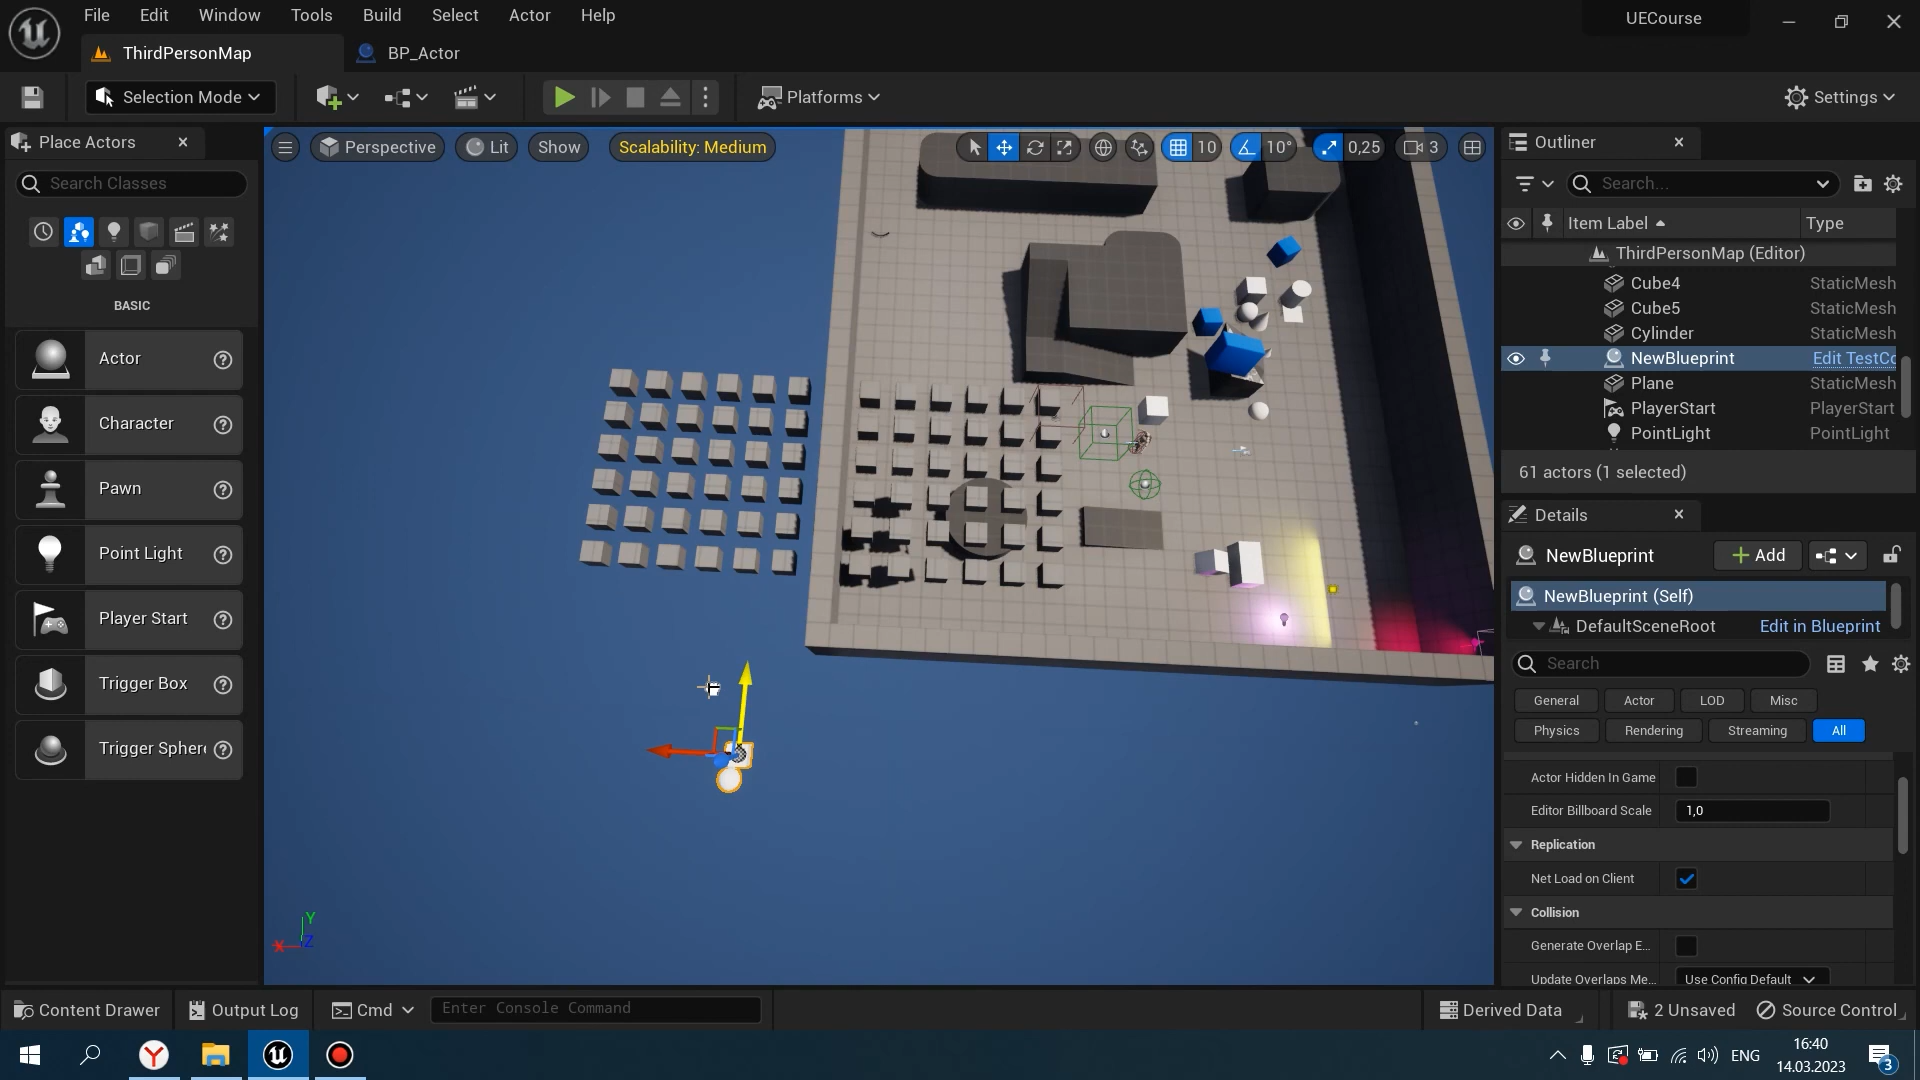 File Edit Window Tools Build Select Actor Help
UECourse
ThirdPersonMap
BP_Actor
Selection Mode
Platforms
Settings
Place Actors
Search Classes
BASIC
Actor
Character
Pawn
Point Light
Player Start
Trigger Box
Trigger Sphere
Perspective
Lit
Show
Scalability: Medium
10
10°
0,25
3
Y
X
Z
Outliner
Search...
Item Label
Type
ThirdPersonMap (Editor)
Cube4 StaticMesh
Cube5 StaticMesh
Cylinder StaticMesh
NewBlueprint Edit TestCo
Plane StaticMesh
PlayerStart PlayerStart
PointLight PointLight
61 actors (1 selected)
Details
NewBlueprint
Add
NewBlueprint (Self)
DefaultSceneRoot Edit in Blueprint
Search
General Actor LOD Misc
Physics Rendering Streaming All
Actor Hidden In Game
Editor Billboard Scale 1,0
Replication
Net Load on Client
Collision
Generate Overlap E...
Update Overlaps Me... Use Config Default
Content Drawer
Output Log
Cmd
Enter Console Command
Derived Data
2 Unsaved
Source Control
ENG
16:40
14.03.2023
3